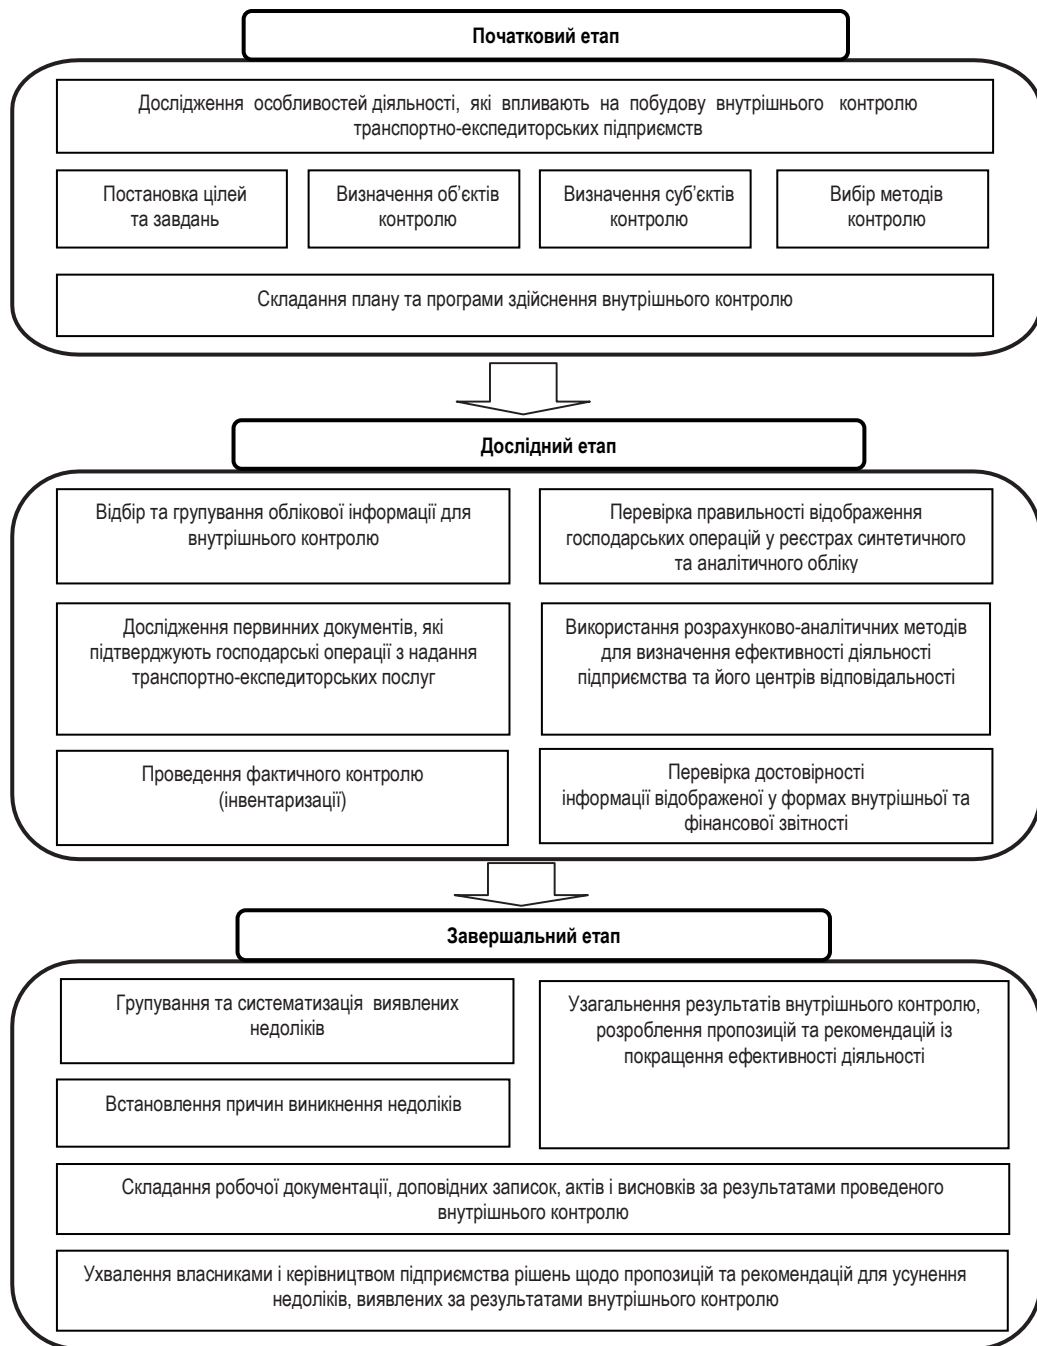 Початковий етап
Дослідження особливостей діяльності, які впливають на побудову внутрішнього контролю
транспортно-експедиторських підприємств
Постановка цілей
та завдань
Визначення об’єктів
контролю
Визначення суб’єктів
контролю
Вибір методів
контролю
Складання плану та програми здійснення внутрішнього контролю
Дослідний етап
Відбір та групування облікової інформації для
внутрішнього контролю
Перевірка правильності відображення
господарських операцій у реєстрах синтетичного
та аналітичного обліку
Дослідження первинних документів, які
підтверджують господарські операції з надання
транспортно-експедиторських послуг
Використання розрахунково-аналітичних методів
для визначення ефективності діяльності
підприємства та його центрів відповідальності
Проведення фактичного контролю
(інвентаризації)
Перевірка достовірності
інформації відображеної у формах внутрішньої та
фінансової звітності
Завершальний етап
Групування та систематизація виявлених
недоліків
Узагальнення результатів внутрішнього контролю,
розроблення пропозицій та рекомендацій із
покращення ефективності діяльності
Встановлення причин виникнення недоліків
Складання робочої документації, доповідних записок, актів і висновків за результатами проведеного
внутрішнього контролю
Ухвалення власниками і керівництвом підприємства рішень щодо пропозицій та рекомендацій для усунення
недоліків, виявлених за результатами внутрішнього контролю